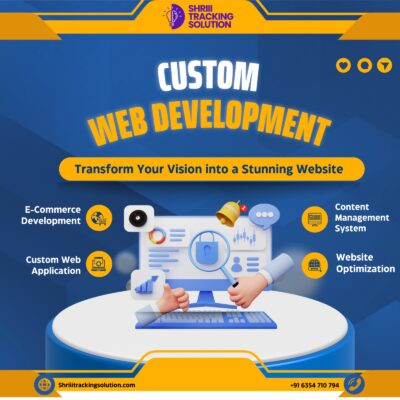 SHRIII
TRACKING
SOLUTION
CUSTOM
WEB DEVELOPMENT
Transform Your Vision into a Stunning Website
E-Commerce
Development
Content
Management
System
Custom Web
Application
Website
Optimization
Shriiitrackingsolution.com
+91 6354 710 794